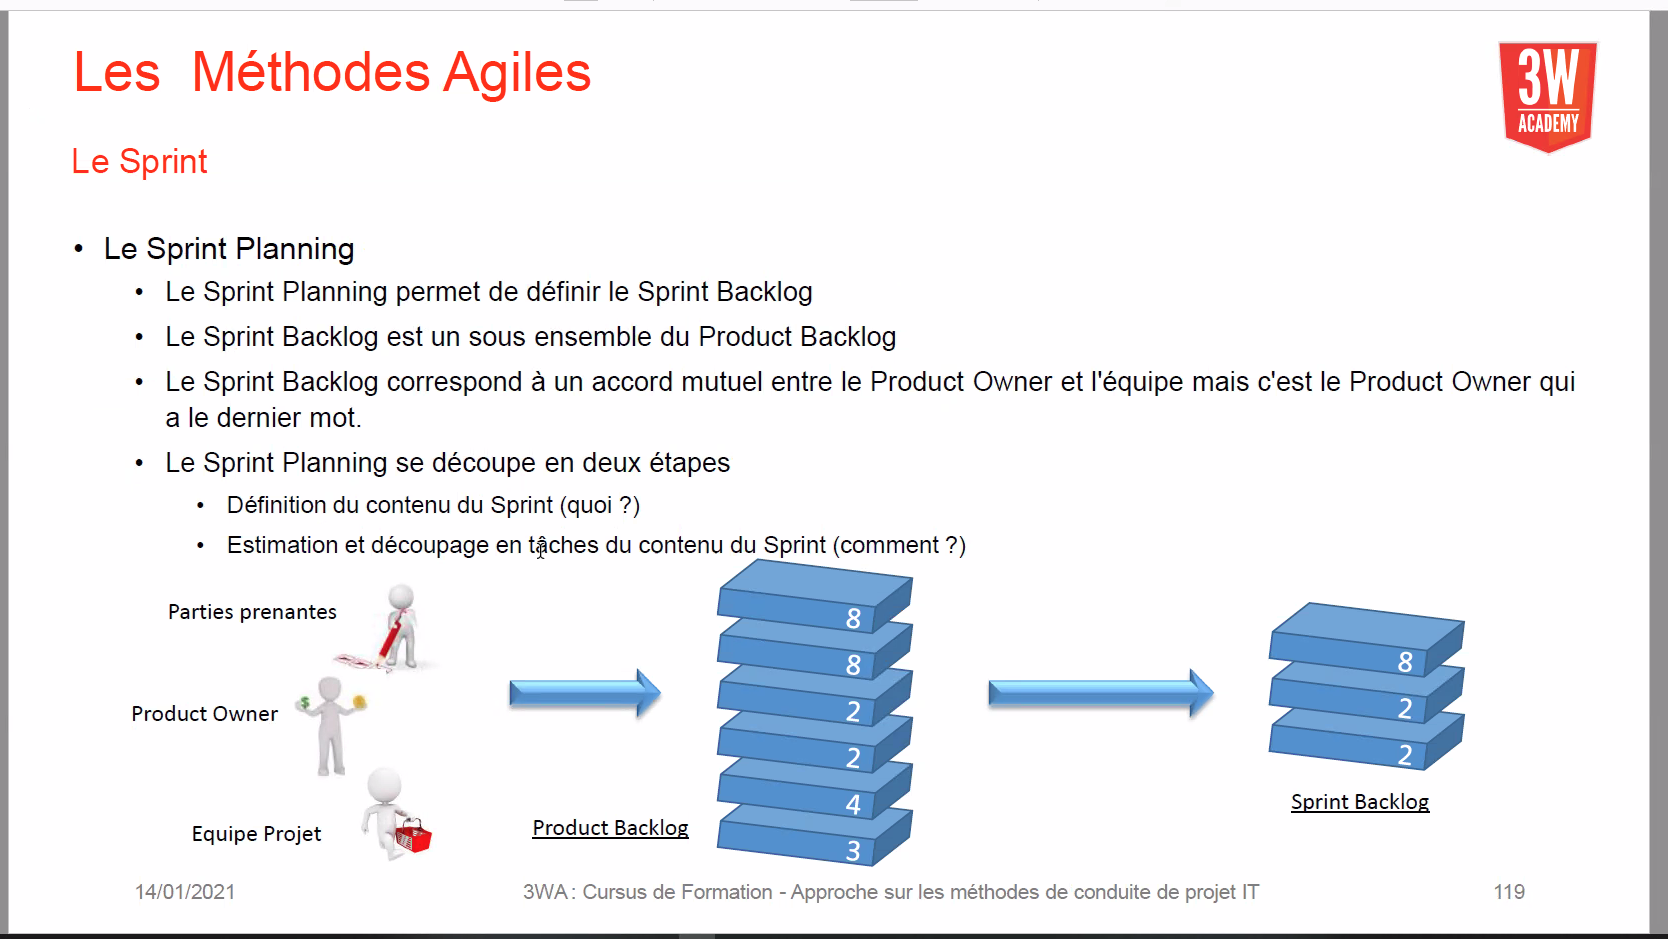 Les Méthodes Agiles
3W
ACADEMY
Le Sprint
• Le Sprint Planning
• Le Sprint Planning permet de définir le Sprint Backlog
• Le Sprint Backlog est un sous ensemble du Product Backlog
• Le Sprint Backlog correspond à un accord mutuel entre le Product Owner et l'équipe mais c'est le Product Owner qui
a le dernier mot.
• Le Sprint Planning se découpe en deux étapes
• Définition du contenu du Sprint (quoi ?)
• Estimation et découpage en tâches du contenu du Sprint (comment ?)
Parties prenantes
Product Owner
Equipe Projet
Product Backlog
8
8
2
2
4
3
8
2
2
Sprint Backlog
14/01/2021
3WA : Cursus de Formation - Approche sur les méthodes de conduite de projet IT
119